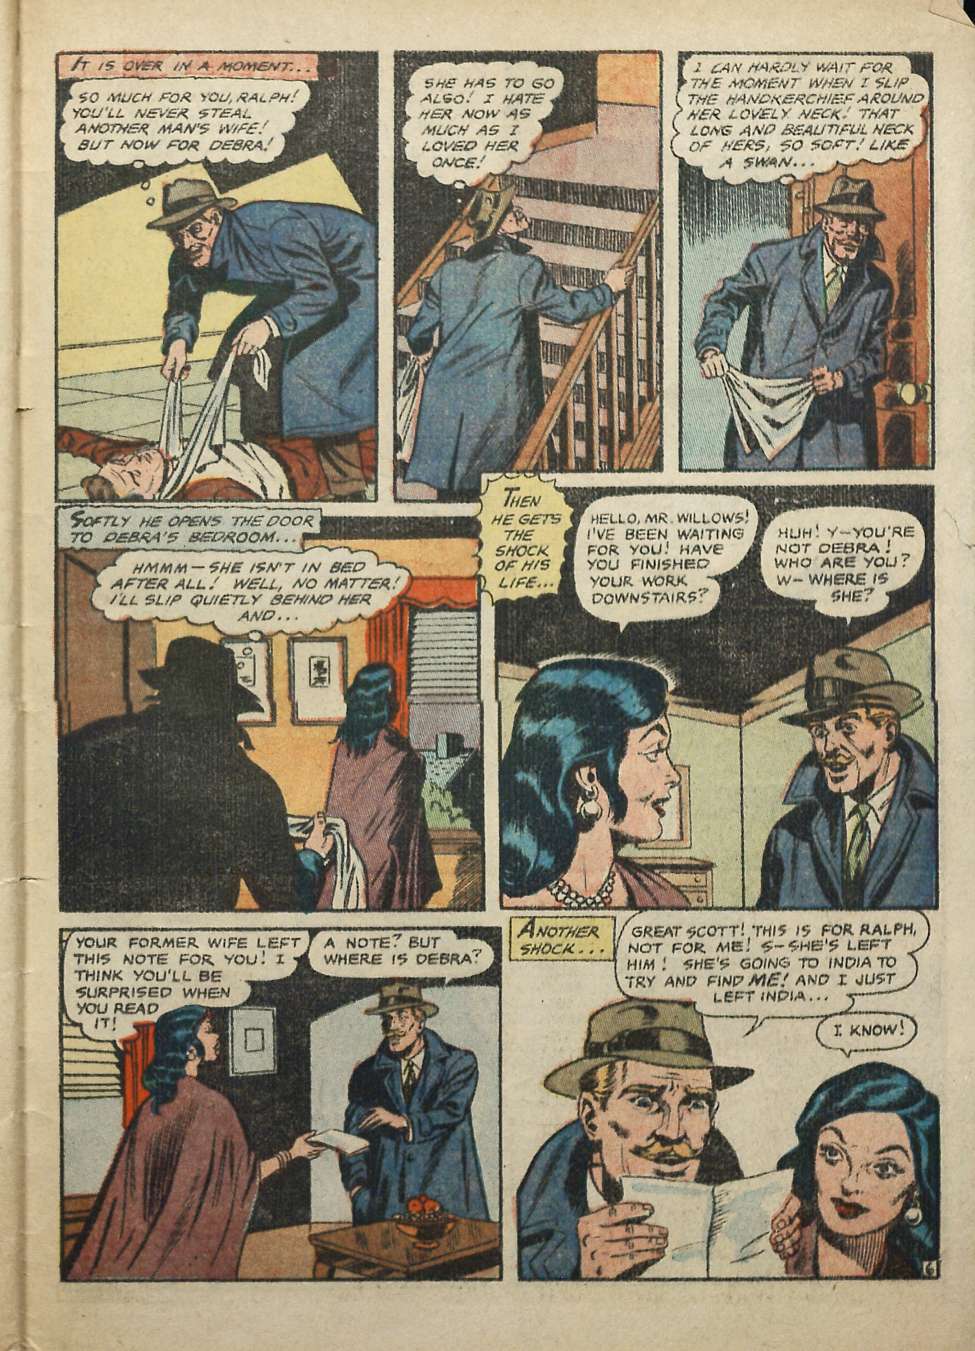 IT IS OVER IN A MOMENT...
SO MUCH FOR YOU, RALPH!
YOU'LL NEVER STEAL
ANOTHER MAN'S WIFE!
BUT NOW FOR DEBRA!
SHE HAS TO GO
ALSO! I HATE
HER NOW AS
MUCH AS I
LOVED HER
ONCE!
I CAN HARDLY WAIT FOR
THE MOMENT WHEN I SLIP
THE HANDKERCHIEF AROUND
HER LOVELY NECK! THAT
LONG AND BEAUTIFUL NECK
OF HERS, SO SOFT! LIKE
A SWAN...
SOFTLY HE OPENS THE DOOR
TO DEBRA'S BEDROOM...
HMMM—SHE ISN'T IN BED
AFTER ALL! WELL, NO MATTER!
I'LL SLIP QUIETLY BEHIND HER
AND...
THEN
HE GETS
THE
SHOCK
OF HIS
LIFE...
HELLO, MR. WILLOWS!
I'VE BEEN WAITING
FOR YOU! HAVE
YOU FINISHED
YOUR WORK
DOWNSTAIRS?
HUH! Y-YOU'RE
NOT DEBRA!
WHO ARE YOU?
W-WHERE IS
SHE?
YOUR FORMER WIFE LEFT
THIS NOTE FOR YOU! I
THINK YOU'LL BE
SURPRISED WHEN
YOU READ
IT!
A NOTE? BUT
WHERE IS DEBRA?
ANOTHER
SHOCK...
GREAT SCOTT! THIS IS FOR RALPH,
NOT FOR ME! S-SHE'S LEFT
HIM! SHE'S GOING TO INDIA TO
TRY AND FIND ME! AND I JUST
LEFT INDIA...
I KNOW!
6